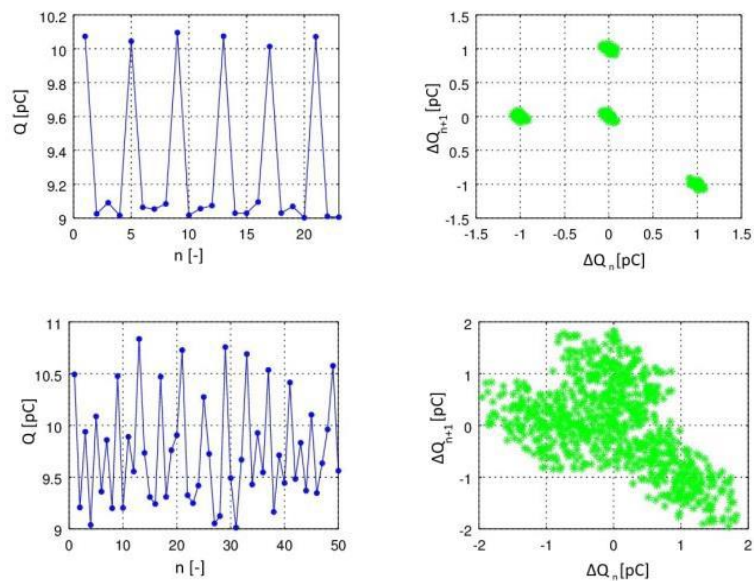 10.2
10
9.8
9.6
9.4
9.2
9
Q [pC]
0 5 10 15 20
n [-]
1.5
1
0.5
0
0.5
-1
-1.5
ΔQn+1[pC]
-1.5 -1 -0.5 0 0.5 1 1.5
ΔQ n [pC]
11
10.5
10
9.5
9
Q [pC]
0 10 20 30 40 50
n [-]
2
1
0
-1
-2
ΔQn+1[pC]
-2 -1 0 1 2
ΔQ n [pC]